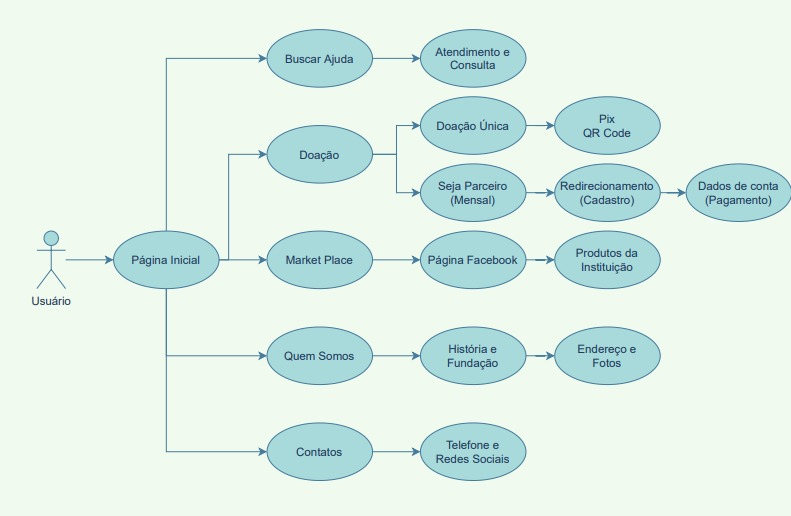 Buscar Ajuda
Atendimento e
Consulta
Doação
Doação Única
Pix
QR Code
Seja Parceiro
(Mensal)
Redirecionamento
(Cadastro)
Dados de conta
(Pagamento)
Usuário
Página Inicial
Market Place
Página Facebook
Produtos da
Instituição
Quem Somos
História e
Fundação
Endereço e
Fotos
Contatos
Telefone e
Redes Sociais